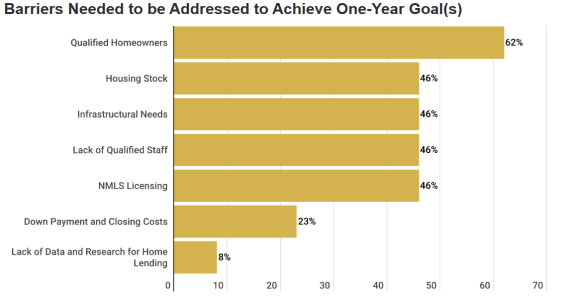 Barriers Needed to be Addressed to Achieve One-Year Goal(s)
Qualified Homeowners
62%
Housing Stock
46%
Infrastructural Needs
46%
Lack of Qualified Staff
46%
NMLS Licensing
46%
Down Payment and Closing Costs
23%
Lack of Data and Research for Home
Lending
8%
0 10 20 30 40 50 60 70